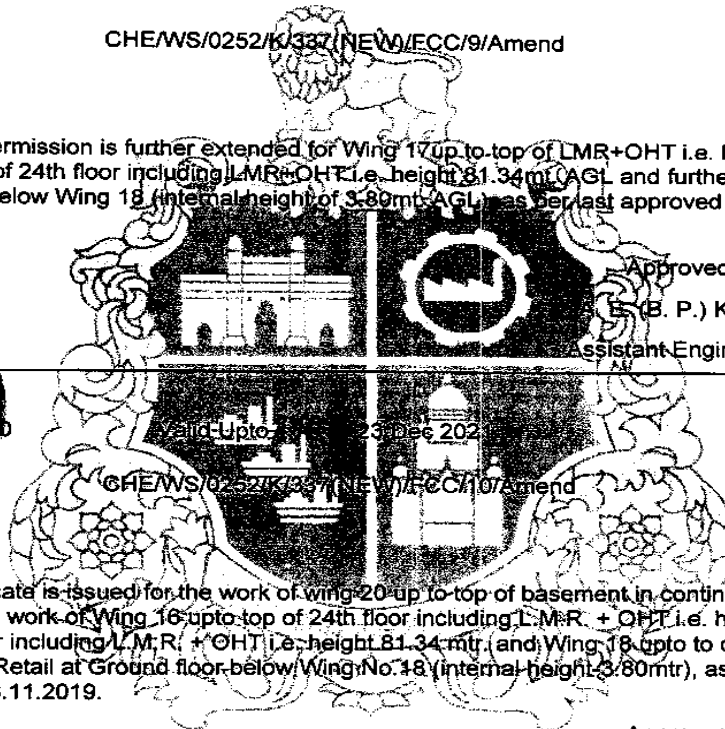 CHE/WS/0252/K/337(NEW)/FCC/9/Amend
ermission is further extended for Wing 17up to top of LMR+OHT i.e.
of 24th floor including LMR+OHT i.e. height 81.34mt. AGL and furthe
elow Wing 18 (internal height of 3.80mt. AGL) as per last approved
Approved
E. (B. P.) K
Assistant Engin
Valid Upto 23 Dec 202
CHE/WS/0252/K/337(NEW)/FCC/10/Amend
cate is issued for the work of wing 20 up to top of basement in contin
work of Wing 16 upto top of 24th floor including L.M.R. + OHT i.e. h
r including L.M.R. + OHT i.e. height 81.34 mtr. and Wing 18 upto to
Retail at Ground floor below Wing No.18 (internal height 3.80mtr), as
.11.2019.